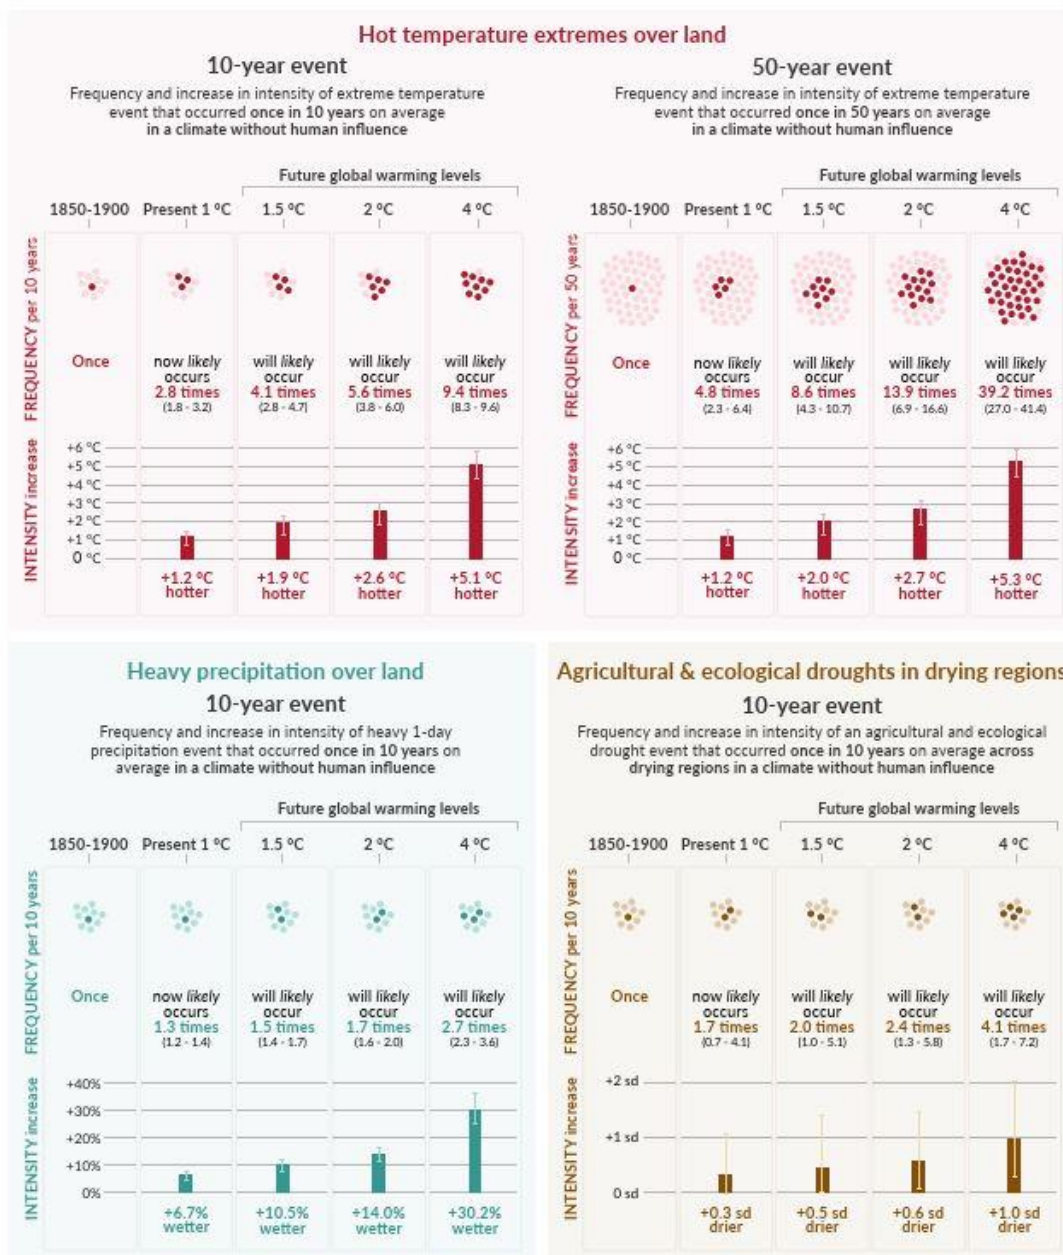 Hot temperature extremes over land
10-year event
Frequency and increase in intensity of extreme temperature
event that occurred once in 10 years on average
in a climate without human influence
Future global warming levels
1850-1900 Present 1 °C 1.5 °C 2 °C 4 °C
FREQUENCY per 10 years
Once
now likely
occurs
2.8 times
(1.8 - 3.2)
will likely
occur
4.1 times
(2.8 - 4.7)
will likely
occur
5.6 times
(3.8 - 6.0)
will likely
occur
9.4 times
(8.3 - 9.6)
INTENSITY increase
+6 °C
+5 °C
+4 °C
+3 °C
+2 °C
+1 °C
0 °C
+1.2 °C
hotter
+1.9 °C
hotter
+2.6 °C
hotter
+5.1 °C
hotter
50-year event
Frequency and increase in intensity of extreme temperature
event that occurred once in 50 years on average
in a climate without human influence
Future global warming levels
1850-1900 Present 1 °C 1.5 °C 2 °C 4 °C
FREQUENCY per 50 years
Once
now likely
occurs
4.8 times
(2.3 - 6.4)
will likely
occur
8.6 times
(4.3 - 10.7)
will likely
occur
13.9 times
(6.9 - 16.6)
will likely
occur
39.2 times
(27.0 - 41.4)
INTENSITY increase
+6 °C
+5 °C
+4 °C
+3 °C
+2 °C
+1 °C
0 °C
+1.2 °C
hotter
+2.0 °C
hotter
+2.7 °C
hotter
+5.3 °C
hotter
Heavy precipitation over land
10-year event
Frequency and increase in intensity of heavy 1-day
precipitation event that occurred once in 10 years on
average in a climate without human influence
Future global warming levels
1850-1900 Present 1 °C 1.5 °C 2 °C 4 °C
FREQUENCY per 10 years
Once
now likely
occurs
1.3 times
(1.2 - 1.4)
will likely
occur
1.5 times
(1.4 - 1.7)
will likely
occur
1.7 times
(1.6 - 2.0)
will likely
occur
2.7 times
(2.3 - 3.6)
INTENSITY increase
+40%
+30%
+20%
+10%
0%
+6.7%
wetter
+10.5%
wetter
+14.0%
wetter
+30.2%
wetter
Agricultural & ecological droughts in drying regions
10-year event
Frequency and increase in intensity of an agricultural and ecological
drought event that occurred once in 10 years on average across
drying regions in a climate without human influence
Future global warming levels
1850-1900 Present 1 °C 1.5 °C 2 °C 4 °C
FREQUENCY per 10 years
Once
now likely
occurs
1.7 times
(0.7 - 4.1)
will likely
occur
2.0 times
(1.0 - 5.1)
will likely
occur
2.4 times
(1.3 - 5.8)
will likely
occur
4.1 times
(1.7 - 7.2)
INTENSITY increase
+2 sd
+1 sd
0 sd
+0.3 sd
drier
+0.5 sd
drier
+0.6 sd
drier
+1.0 sd
drier